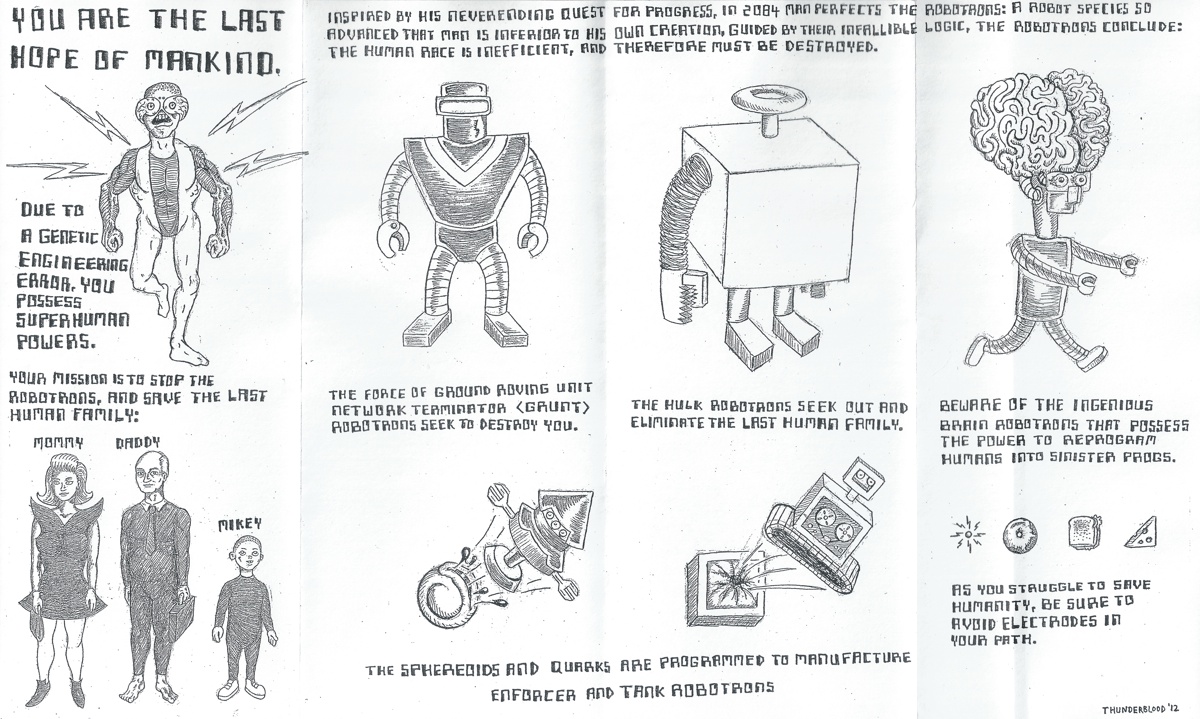 YOU ARE THE LAST
HOPE OF MANKIND.
DUE TO
A GENETIC
ENGINEERING
ERROR, YOU
POSSESS
SUPERHUMAN
POWERS.
YOUR MISSION IS TO STOP THE
ROBOTRONS, AND SAVE THE LAST
HUMAN FAMILY:
MOMMY
DADDY
MIKEY
INSPIRED BY HIS NEVERENDING QUEST FOR PROGRESS, IN 2084 MAN PERFECTS THE ROBOTRONS: A ROBOT SPECIES SO
ADVANCED THAT MAN IS INFERIOR TO HIS OWN CREATION, GUIDED BY THEIR INFALLIBLE LOGIC, THE ROBOTRONS CONCLUDE:
THE HUMAN RACE IS INEFFICIENT, AND THEREFORE MUST BE DESTROYED.
THE FORCE OF GROUND ROVING UNIT
NETWORK TERMINATOR <GRUNT>
ROBOTRONS SEEK TO DESTROY YOU.
THE HULK ROBOTRONS SEEK OUT AND
ELIMINATE THE LAST HUMAN FAMILY.
BEWARE OF THE INGENIOUS
BRAIN ROBOTRONS THAT POSSESS
THE POWER TO REPROGRAM
HUMANS INTO SINISTER PROGS.
THE SPHEREOIDS AND QUARKS ARE PROGRAMMED TO MANUFACTURE
ENFORCER AND TANK ROBOTRONS
AS YOU STRUGGLE TO SAVE
HUMANITY, BE SURE TO
AVOID ELECTRODES IN
YOUR PATH.
THUNDERBLOOD '12